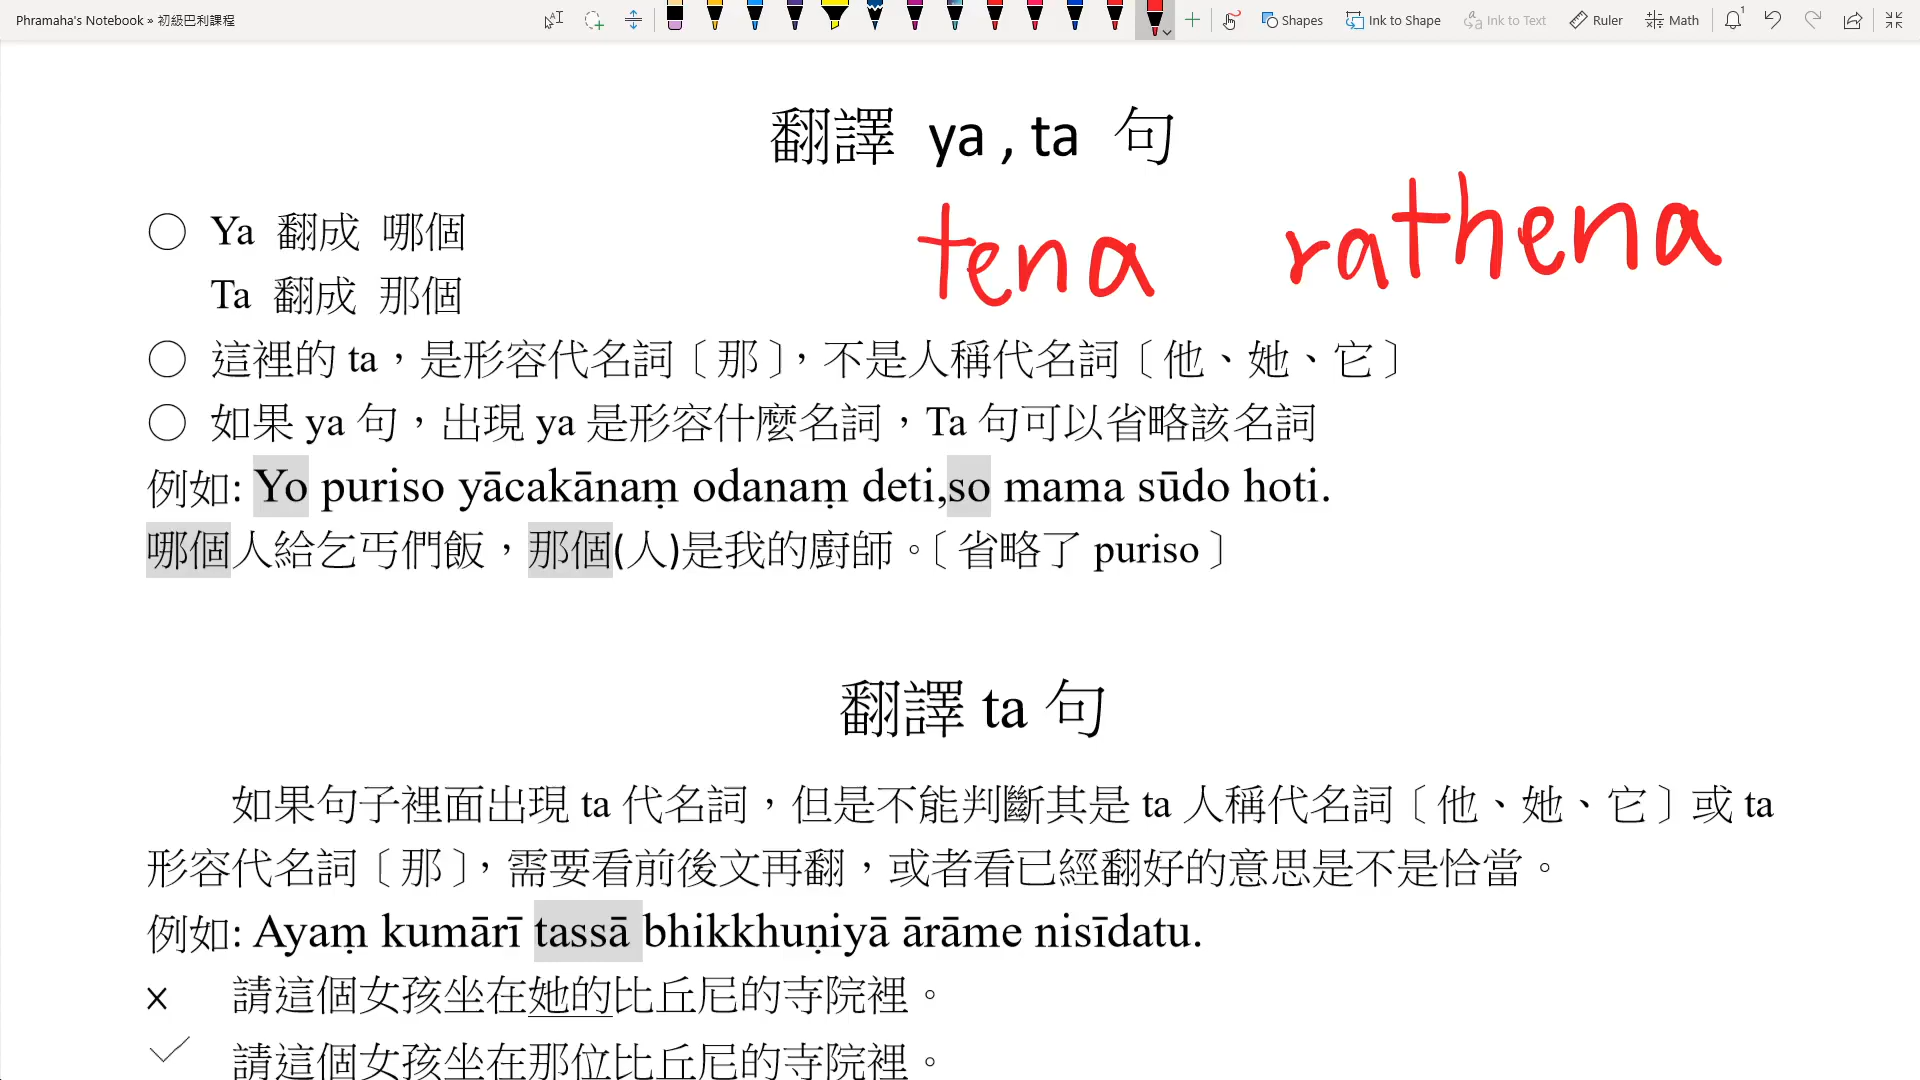 Phramaha's Notebook » 初級巴利課程
Shapes Ink to Shape Ink to Text Ruler Math
翻譯 ya , ta 句
tena rathena
Ya 翻成 哪個
Ta 翻成 那個
這裡的 ta，是形容代名詞〔那〕，不是人稱代名詞〔他、她、它〕
如果 ya 句，出現 ya 是形容什麼名詞，Ta 句可以省略該名詞
例如: Yo puriso yācakānaṃ odanaṃ deti,so mama sūdo hoti.
哪個人給乞丐們飯，那個(人)是我的廚師。〔省略了 puriso〕
翻譯 ta 句
如果句子裡面出現 ta 代名詞，但是不能判斷其是 ta 人稱代名詞〔他、她、它〕或 ta
形容代名詞〔那〕，需要看前後文再翻，或者看已經翻好的意思是不是恰當。
例如: Ayaṃ kumārī tassā bhikkhuṇiyā ārāme nisīdatu.
× 請這個女孩坐在她的比丘尼的寺院裡。
✓ 請這個女孩坐在那位比丘尼的寺院裡。